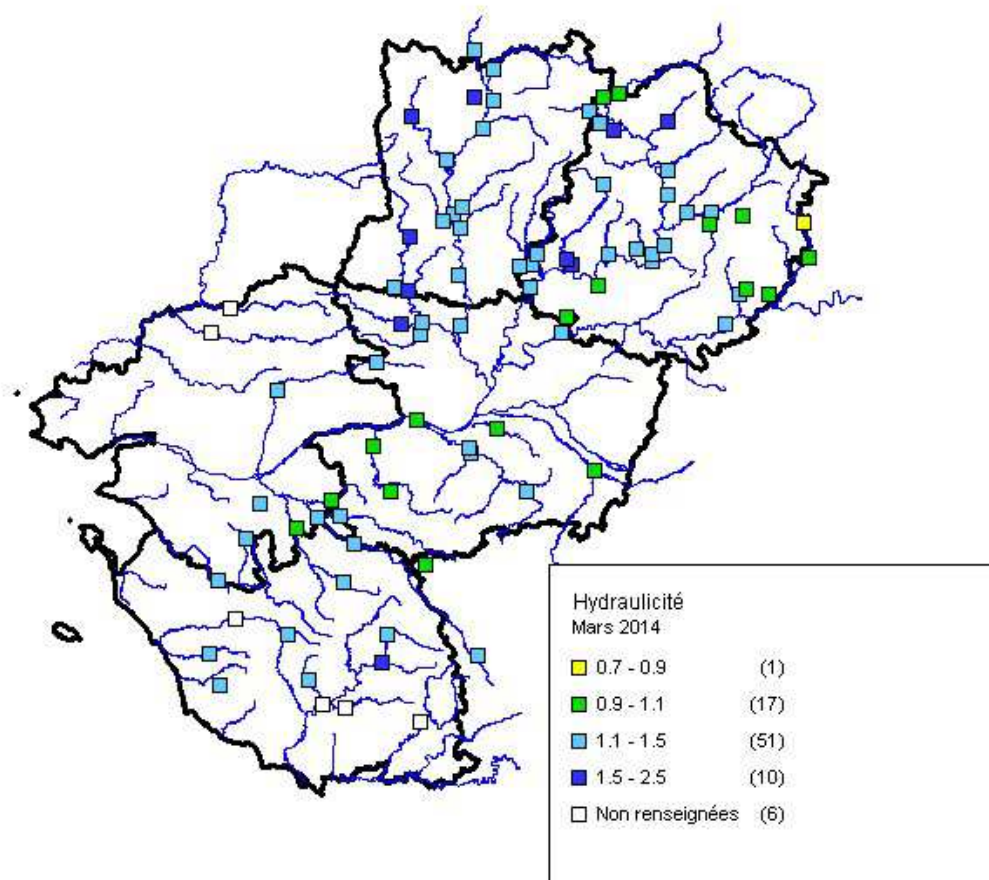 Hydraulicité
Mars 2014
0.7 - 0.9 (1)
0.9 - 1.1 (17)
1.1 - 1.5 (51)
1.5 - 2.5 (10)
Non renseignées (6)